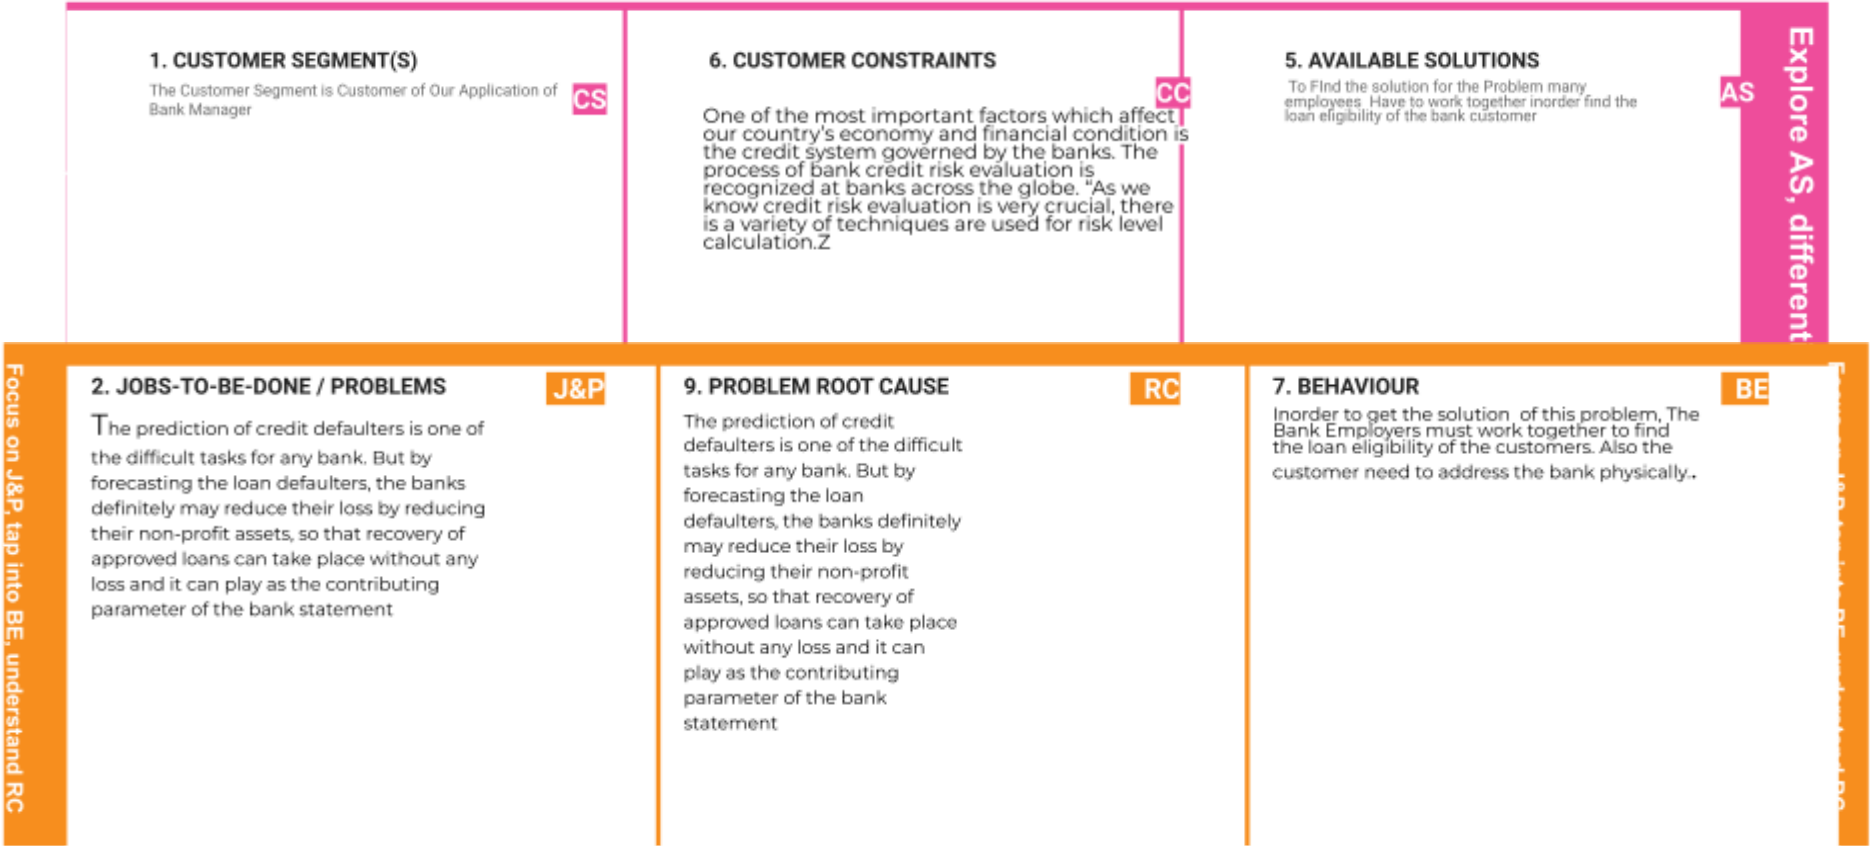 1. CUSTOMER SEGMENT(S)
The Customer Segment is Customer of Our Application of
Bank Manager
CS
6. CUSTOMER CONSTRAINTS
CC
One of the most important factors which affect
our country's economy and financial condition is
the credit system governed by the banks. The
process of bank credit risk evaluation is
recognized at banks across the globe. "As we
know credit risk evaluation is very crucial, there
is a variety of techniques are used for risk level
calculation.Z
5. AVAILABLE SOLUTIONS
To FInd the solution for the Problem many
employees Have to work together inorder find the
loan eligibility of the bank customer
AS
Explore AS, different
Focus on J&P, tap into BE, understand RC
2. JOBS-TO-BE-DONE / PROBLEMS
J&P
The prediction of credit defaulters is one of
the difficult tasks for any bank. But by
forecasting the loan defaulters, the banks
definitely may reduce their loss by reducing
their non-profit assets, so that recovery of
approved loans can take place without any
loss and it can play as the contributing
parameter of the bank statement
9. PROBLEM ROOT CAUSE
RC
The prediction of credit
defaulters is one of the difficult
tasks for any bank. But by
forecasting the loan
defaulters, the banks definitely
may reduce their loss by
reducing their non-profit
assets, so that recovery of
approved loans can take place
without any loss and it can
play as the contributing
parameter of the bank
statement
7. BEHAVIOUR
BE
Inorder to get the solution of this problem, The
Bank Employers must work together to find
the loan eligibility of the customers. Also the
customer need to address the bank physically..